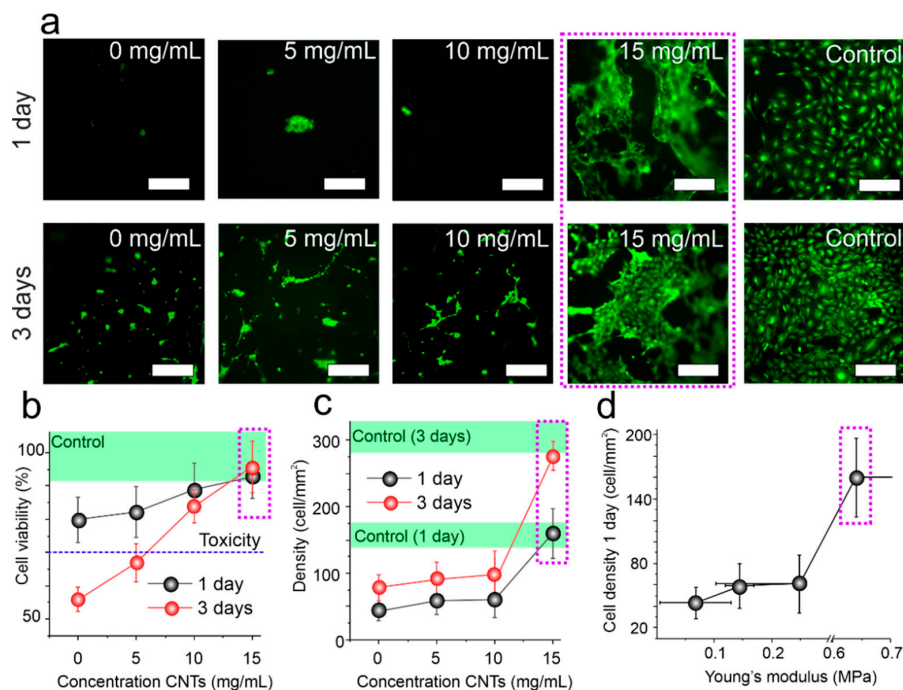 a
0 mg/mL
5 mg/mL
10 mg/mL
15 mg/mL
Control
1 day
0 mg/mL
5 mg/mL
10 mg/mL
15 mg/mL
Control
3 days
b
Cell viability (%)
100
50
Control
Toxicity
1 day
3 days
0 5 10 15
Concentration CNTs (mg/mL)
c
Density (cell/mm²)
300
200
100
0
Control (3 days)
1 day
3 days
Control (1 day)
0 5 10 15
Concentration CNTs (mg/mL)
d
Cell density 1 day (cell/mm²)
200
140
80
20
0.1 0.2 0.6 0.7
Young's modulus (MPa)